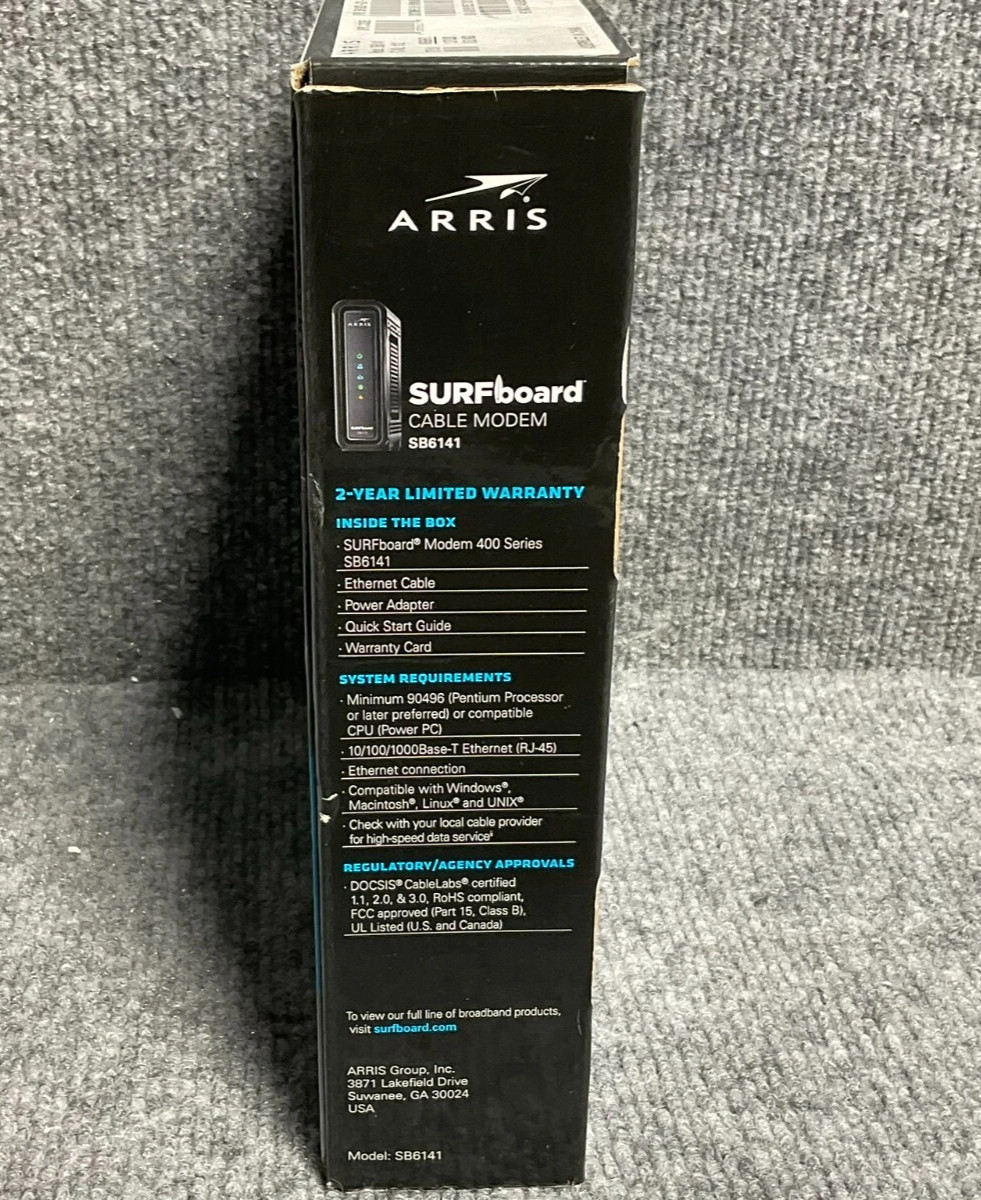 ARRIS
ARRIS
SURFboard
CABLE MODEM
SB6141
2-YEAR LIMITED WARRANTY
INSIDE THE BOX
· SURFboard® Modem 400 Series
SB6141
· Ethernet Cable
· Power Adapter
· Quick Start Guide
· Warranty Card
SYSTEM REQUIREMENTS
· Minimum 90496 (Pentium Processor
or later preferred) or compatible
CPU (Power PC)
· 10/100/1000Base-T Ethernet (RJ-45)
· Ethernet connection
· Compatible with Windows®,
Macintosh®, Linux® and UNIX®
· Check with your local cable provider
for high-speed data service
REGULATORY/AGENCY APPROVALS
· DOCSIS® CableLabs® certified
1.1, 2.0, & 3.0, RoHS compliant,
FCC approved (Part 15, Class B),
UL Listed (U.S. and Canada)
To view our full line of broadband products,
visit surfboard.com
ARRIS Group, Inc.
3871 Lakefield Drive
Suwanee, GA 30024
USA
Model: SB6141